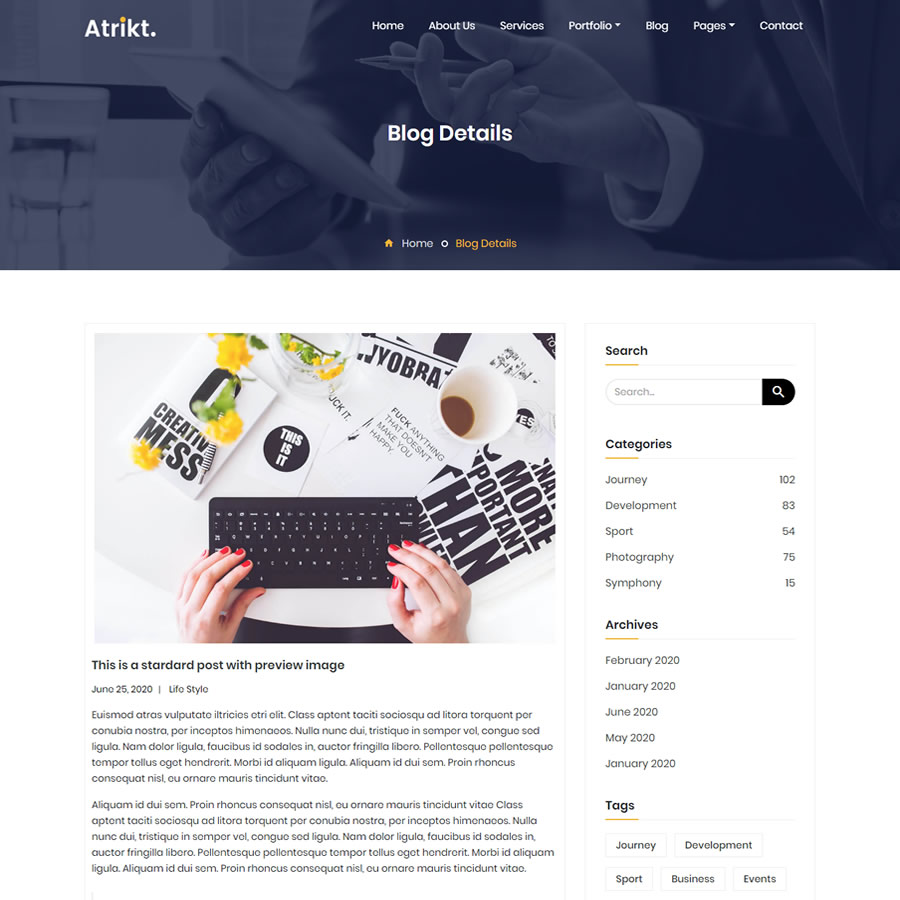 Atrikt.
Home About Us Services Portfolio Blog Pages Contact
Blog Details
Home Blog Details
CREATIV
MESS
THIS
IS
IT
UCK IT.
NYOBRA
FUCK ANYTHING
THAT DOESN'T
MAKE YOU
HAPPY.
YES
MORE
PORTANT
THAN
This is a stardard post with preview image
June 25, 2020 | Life Style
Euismod atras vulputate iltricies etri elit. Class aptent taciti sociosqu ad litora torquent per
conubia nostra, per inceptos himenaeos. Nulla nunc dui, tristique in semper vel, congue sed
ligula. Nam dolor ligula, faucibus id sodales in, auctor fringilla libero. Pellentesque pellentesque
tempor tellus eget hendrerit. Morbi id aliquam ligula. Aliquam id dui sem. Proin rhoncus
consequat nisl, eu ornare mauris tincidunt vitae.
Aliquam id dui sem. Proin rhoncus consequat nisl, eu ornare mauris tincidunt vitae Class
aptent taciti sociosqu ad litora torquent per conubia nostra, per inceptos himenaeos. Nulla
nunc dui, tristique in semper vel, congue sed ligula. Nam dolor ligula, faucibus id sodales in,
auctor fringilla libero. Pellentesque pellentesque tempor tellus eget hendrerit. Morbi id aliquam
ligula. Aliquam id dui sem. Proin rhoncus consequat nisl, eu ornare mauris tincidunt vitae.
Search
Search...
Categories
Journey 102
Development 83
Sport 54
Photography 75
Symphony 15
Archives
February 2020
January 2020
June 2020
May 2020
January 2020
Tags
Journey Development
Sport Business Events